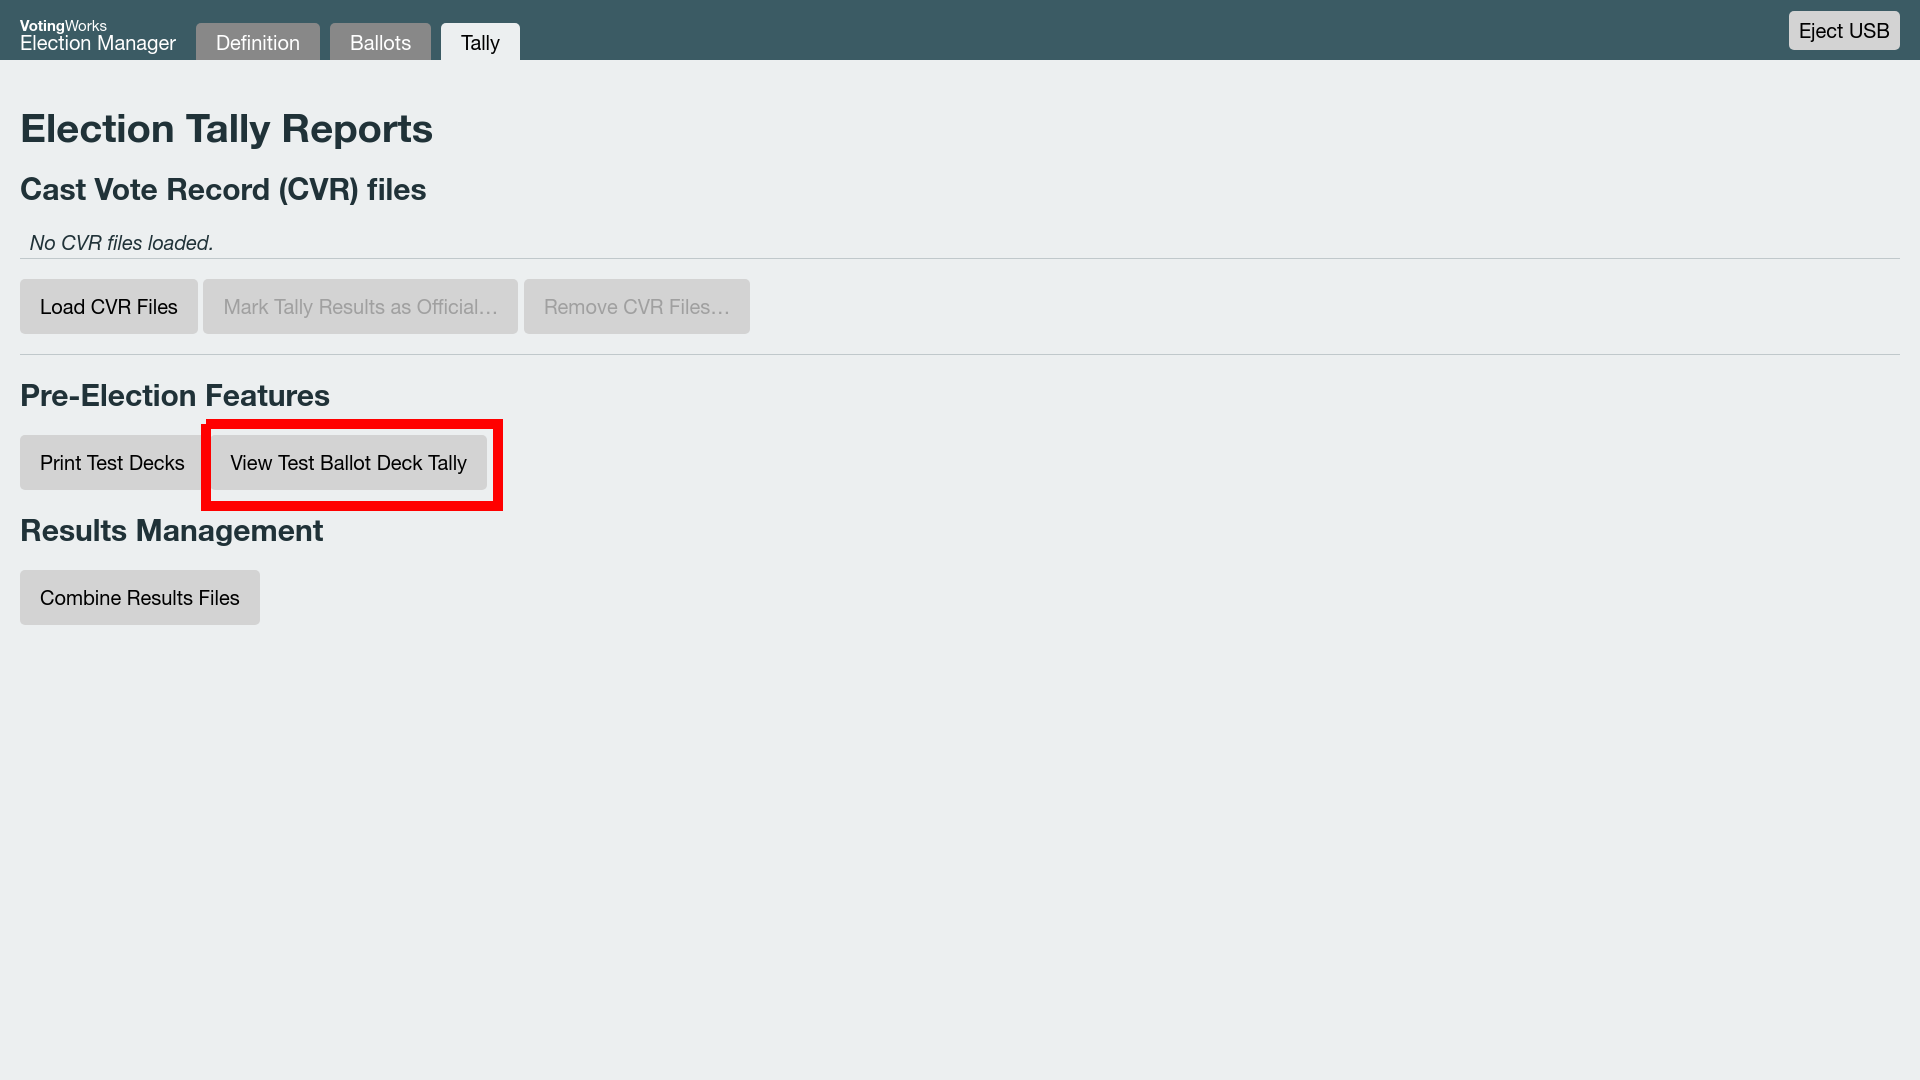 VotingWorks
Election Manager
Definition
Ballots
Tally
Eject USB
Election Tally Reports
Cast Vote Record (CVR) files
No CVR files loaded.
Load CVR Files
Mark Tally Results as Official…
Remove CVR Files…
Pre-Election Features
Print Test Decks
View Test Ballot Deck Tally
Results Management
Combine Results Files